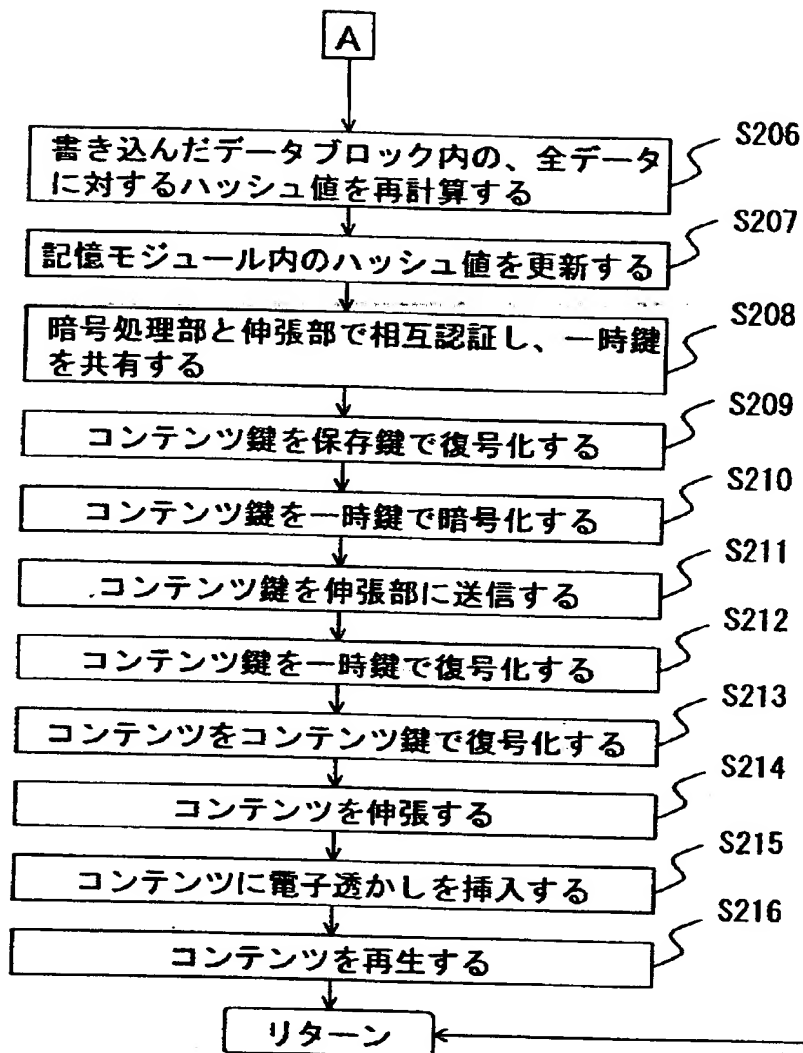 A
書き込んだデータブロック内の、全データ
に対するハッシュ値を再計算する
S206
記憶モジュール内のハッシュ値を更新する
S207
暗号処理部と伸張部で相互認証し、一時鍵
を共有する
S208
コンテンツ鍵を保存鍵で復号化する
S209
コンテンツ鍵を一時鍵で暗号化する
S210
コンテンツ鍵を伸張部に送信する
S211
コンテンツ鍵を一時鍵で復号化する
S212
コンテンツをコンテンツ鍵で復号化する
S213
コンテンツを伸張する
S214
コンテンツに電子透かしを挿入する
S215
コンテンツを再生する
S216
リターン